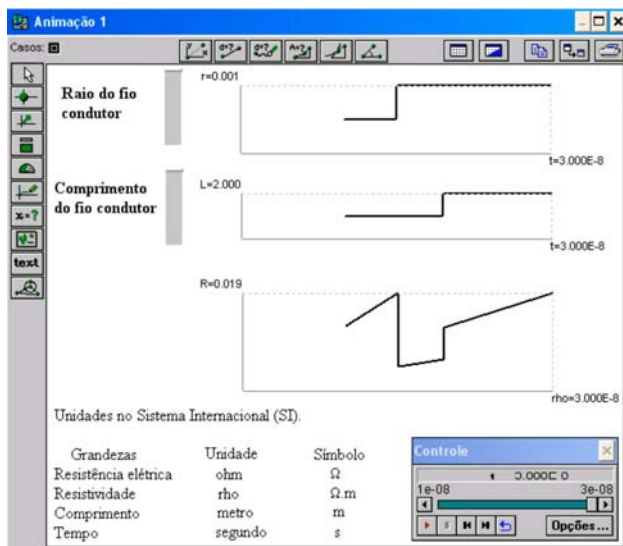 Animação 1
Casos:
r=0.001
Raio do fio
condutor
t=3.000E-8
L=2.000
Comprimento
do fio condutor
t=3.000E-8
x=?
text
R=0.019
rho=3.000E-8
Unidades no Sistema Internacional (SI).
Grandezas Unidade Símbolo
Resistência elétrica ohm Ω
Resistividade rho Ω.m
Comprimento metro m
Tempo segundo s
Controle
1e-08 3e-08
Opções...